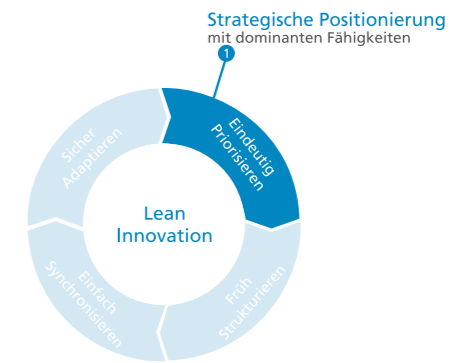 Strategische Positionierung
mit dominanten Fähigkeiten
1
Eindeutig
Priorisieren
Sicher
Adaptieren
Lean
Innovation
Früh
Strukturieren
Einfach
Synchronisieren